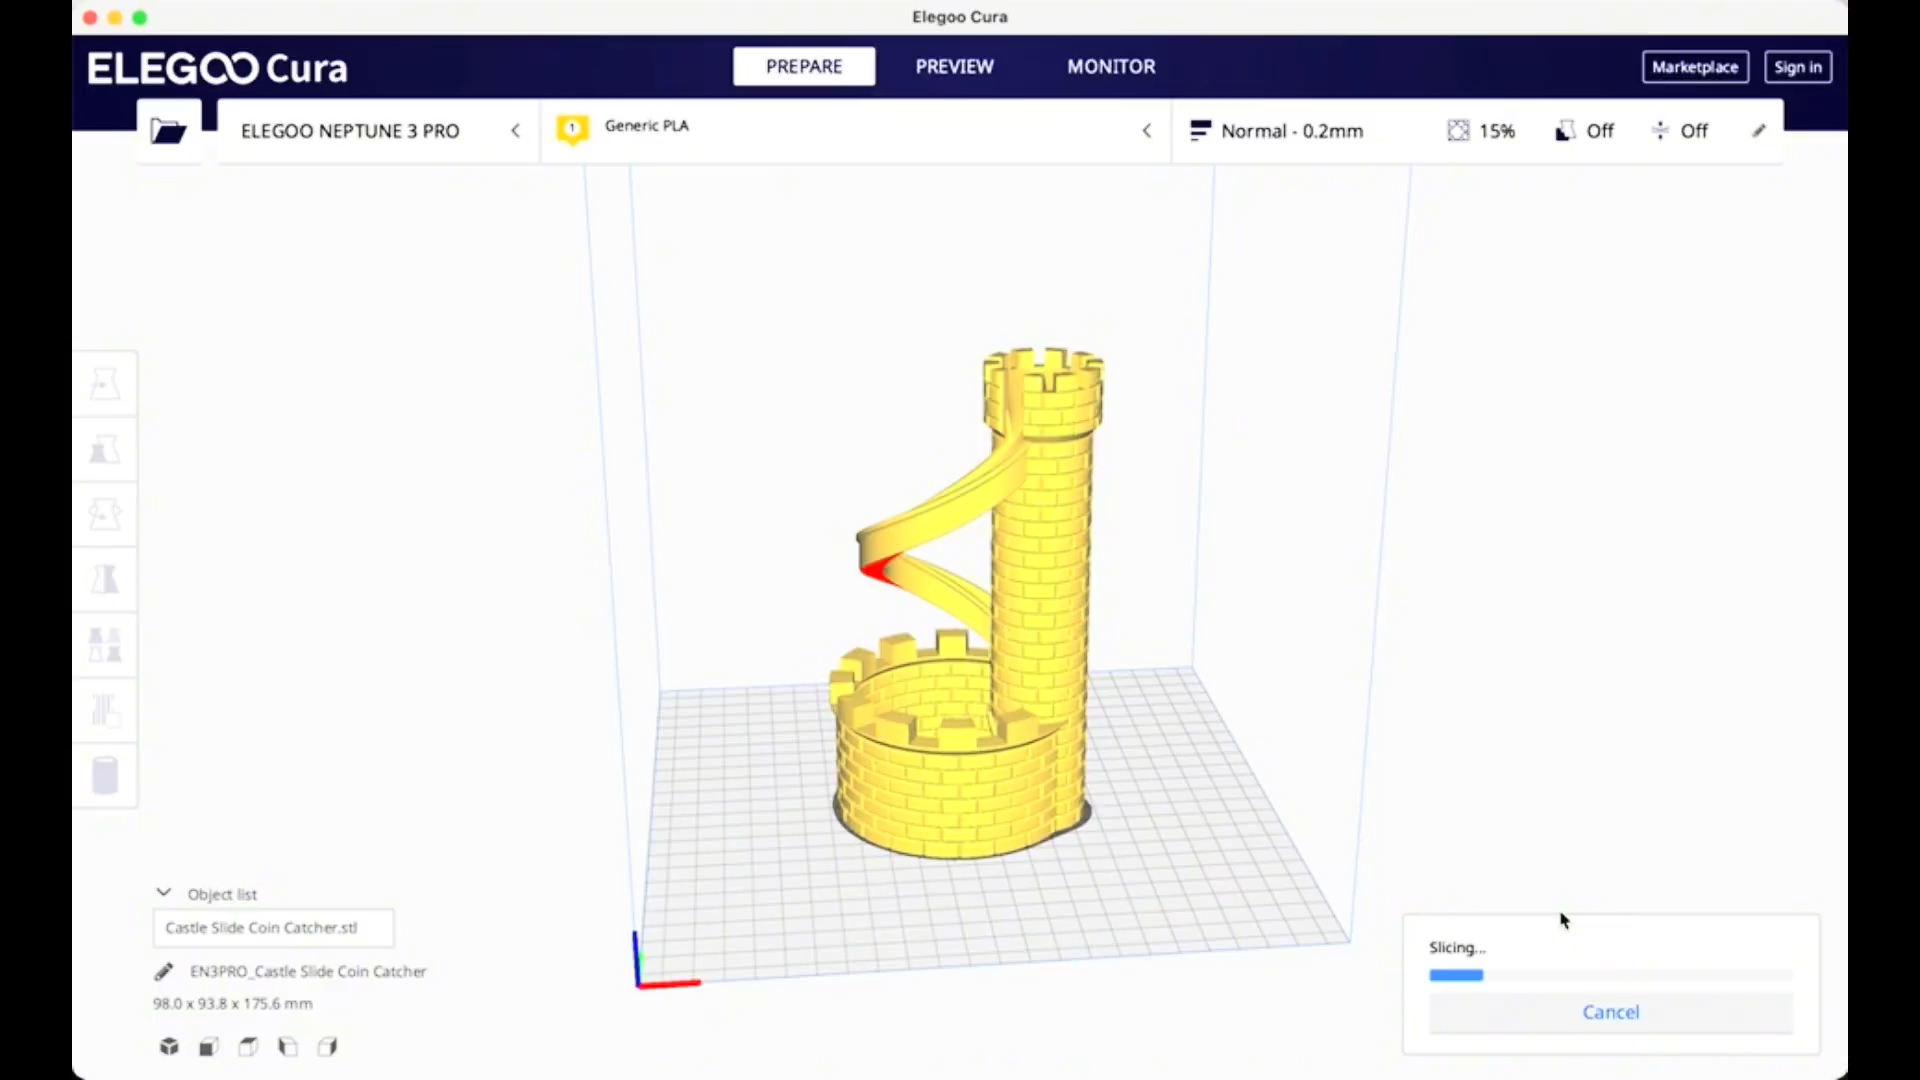 Elegoo Cura
ELEGOO Cura
PREPARE
PREVIEW
MONITOR
Marketplace
Sign in
ELEGOO NEPTUNE 3 PRO
1
Generic PLA
Normal - 0.2mm
15%
Off
Off
Object list
Castle Slide Coin Catcher.stl
EN3PRO_Castle Slide Coin Catcher
98.0 x 93.8 x 175.6 mm
Slicing...
Cancel